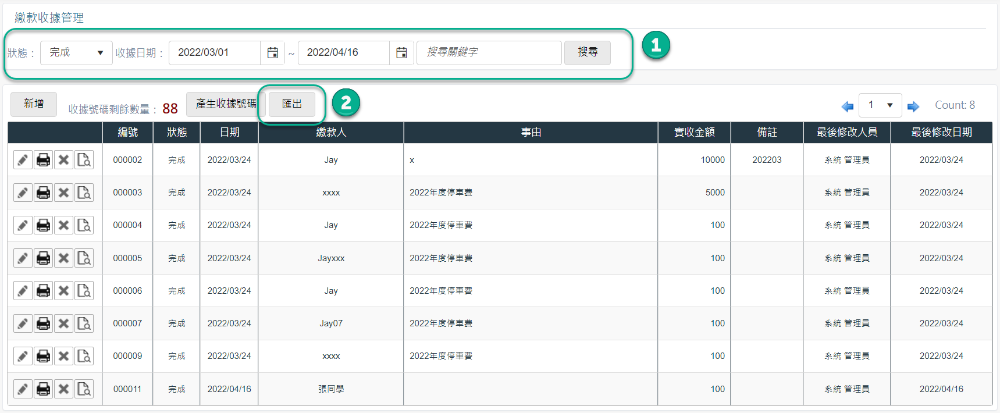 繳款收據管理
狀態： 完成 收據日期： 2022/03/01 ~ 2022/04/16 搜尋關鍵字 搜尋 1
新增 收據號碼剩餘數量： 88 產生收據號碼 匯出 2 1 Count: 8
編號 狀態 日期 繳款人 事由 實收金額 備註 最後修改人員 最後修改日期
000002 完成 2022/03/24 Jay x 10000 202203 系統 管理員 2022/03/24
000003 完成 2022/03/24 xxxx 2022年度停車費 5000 系統 管理員 2022/03/24
000004 完成 2022/03/24 Jay 2022年度停車費 100 系統 管理員 2022/03/24
000005 完成 2022/03/24 Jayxxx 2022年度停車費 100 系統 管理員 2022/03/24
000006 完成 2022/03/24 Jay 2022年度停車費 100 系統 管理員 2022/03/24
000007 完成 2022/03/24 Jay07 2022年度停車費 100 系統 管理員 2022/03/24
000009 完成 2022/03/24 xxxx 2022年度停車費 100 系統 管理員 2022/03/24
000011 完成 2022/04/16 張同學 100 系統 管理員 2022/04/16